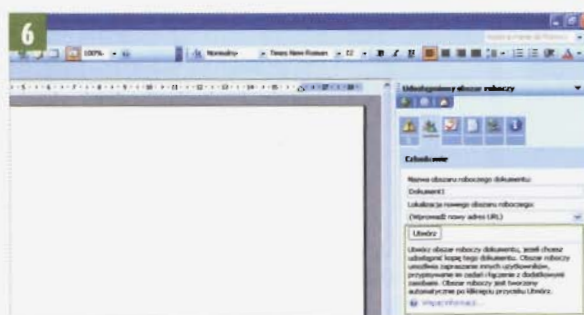 6
100%
Normalny
Times New Roman
12
B I U
Udostępniony obszar roboczy
Członkowie
Nazwa obszaru roboczego dokumentu:
Dokument1
Lokalizacja nowego obszaru roboczego:
(Wprowadź nowy adres URL)
Utwórz
Utwórz obszar roboczy dokumentu, jeżeli chcesz
udostępnić kopię tego dokumentu. Obszar roboczy
umożliwia zapraszanie innych użytkowników,
przypisywanie im zadań i łączenie z dodatkowymi
zasobami. Obszar roboczy jest tworzony
automatycznie po kliknięciu przycisku Utwórz.
Więcej informacji...